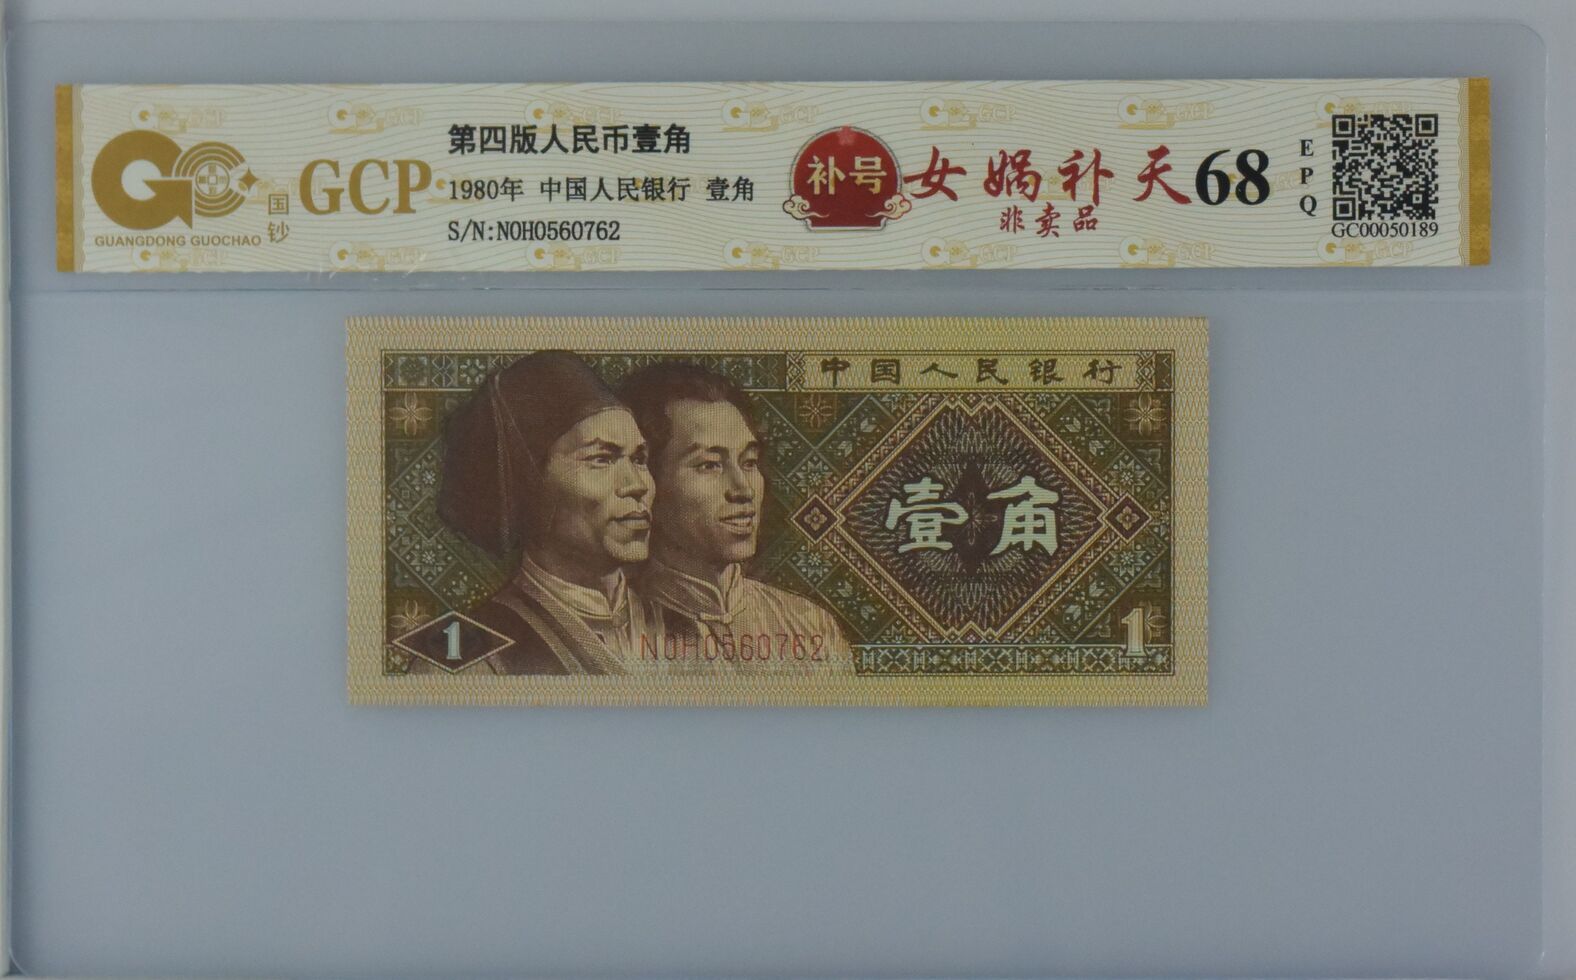 GUANGDONG GUOCHAO
国钞
GCP
第四版人民币壹角
1980年 中国人民银行 壹角
S/N:N0H0560762
补号
女娲补天
非卖品
68
EPQ
GC00050189
中国人民银行
壹角
1
N0H0560762
1